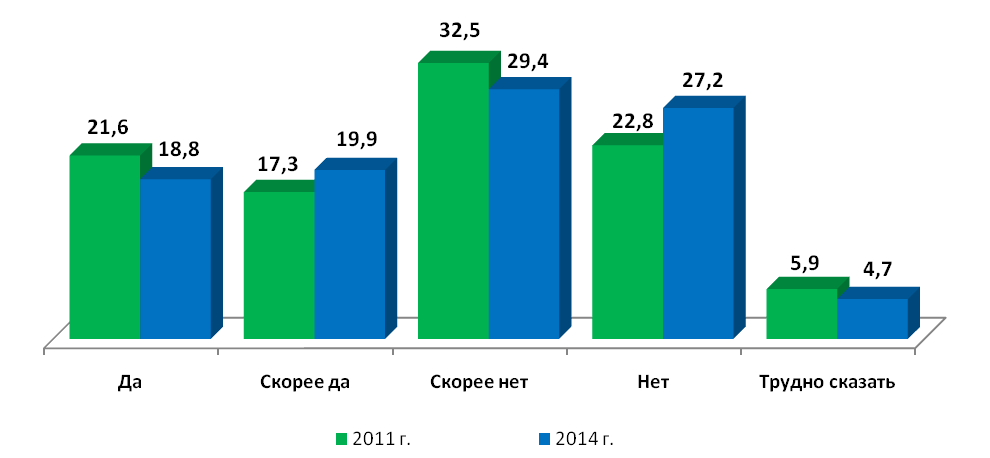 21,6
18,8
17,3
19,9
32,5
29,4
22,8
27,2
5,9
4,7
Да
Скорее да
Скорее нет
Нет
Трудно сказать
2011 г.
2014 г.